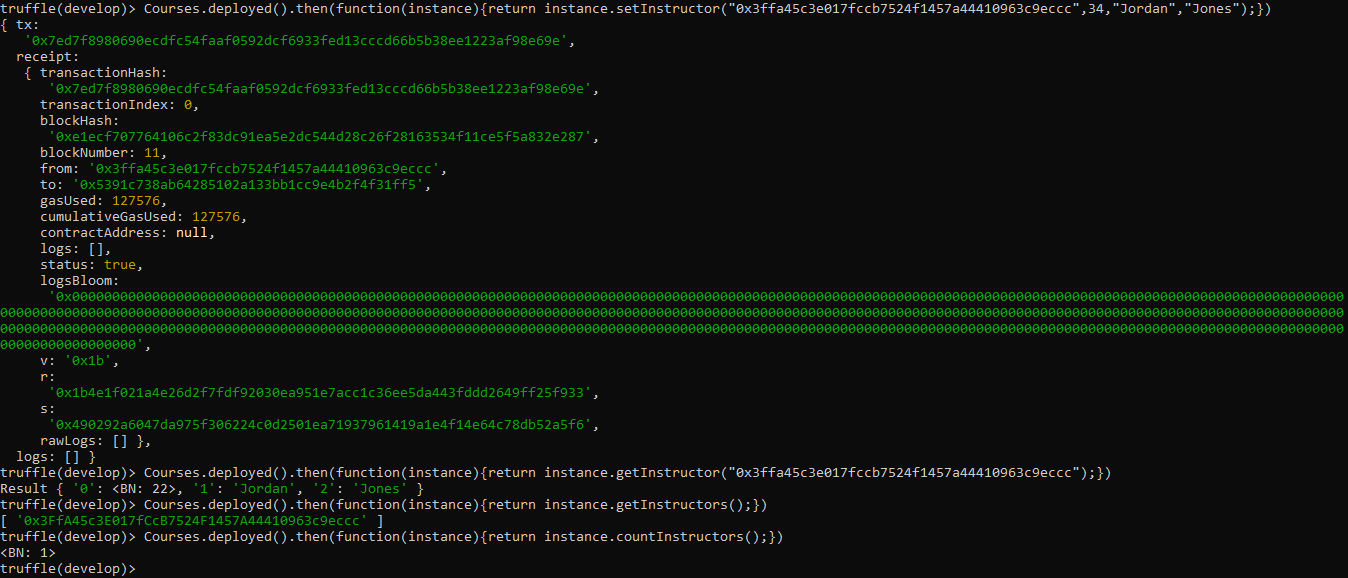 truffle(develop)> Courses.deployed().then(function(instance){return instance.setInstructor("0x3ffa45c3e017fccb7524f1457a44410963c9eccc",34,"Jordan","Jones");})
{ tx:
'0x7ed7f8980690ecdfc54faaf0592dcf6933fed13cccd66b5b38ee1223af98e69e',
receipt:
{ transactionHash:
'0x7ed7f8980690ecdfc54faaf0592dcf6933fed13cccd66b5b38ee1223af98e69e',
transactionIndex: 0,
blockHash:
'0xe1ecf707764106c2f83dc91ea5e2dc544d28c26f28163534f11ce5f5a832e287',
blockNumber: 11,
from: '0x3ffa45c3e017fccb7524f1457a44410963c9eccc',
to: '0x5391c738ab64285102a133bb1cc9e4b2f4f31ff5',
gasUsed: 127576,
cumulativeGasUsed: 127576,
contractAddress: null,
logs: [],
status: true,
logsBloom:
'0x00000000000000000000000000000000000000000000000000000000000000000000000000000000000000000000000000000000000000000000000000000000000000000000000000000000000000
000000000000000000000000000000000000000000000000000000000000000000000000000000000000000000000000000000000000000000000000000000000000000000000000000000000000000000000000
000000000000000000000000000000000000000000000000000000000000000000000000000000000000000000000000000000000000000000000000000000000000000000000000000000000000000000000000
00000000000000000',
v: '0x1b',
r:
'0x1b4e1f021a4e26d2f7fdf92030ea951e7acc1c36ee5da443fddd2649ff25f933',
s:
'0x490292a6047da975f306224c0d2501ea71937961419a1e4f14e64c78db52a5f6',
rawLogs: [] },
logs: [] }
truffle(develop)> Courses.deployed().then(function(instance){return instance.getInstructor("0x3ffa45c3e017fccb7524f1457a44410963c9eccc");})
Result { '0': <BN: 22>, '1': 'Jordan', '2': 'Jones' }
truffle(develop)> Courses.deployed().then(function(instance){return instance.getInstructors();})
[ '0x3FfA45c3E017fCcB7524F1457A44410963c9eccc' ]
truffle(develop)> Courses.deployed().then(function(instance){return instance.countInstructors();})
<BN: 1>
truffle(develop)>